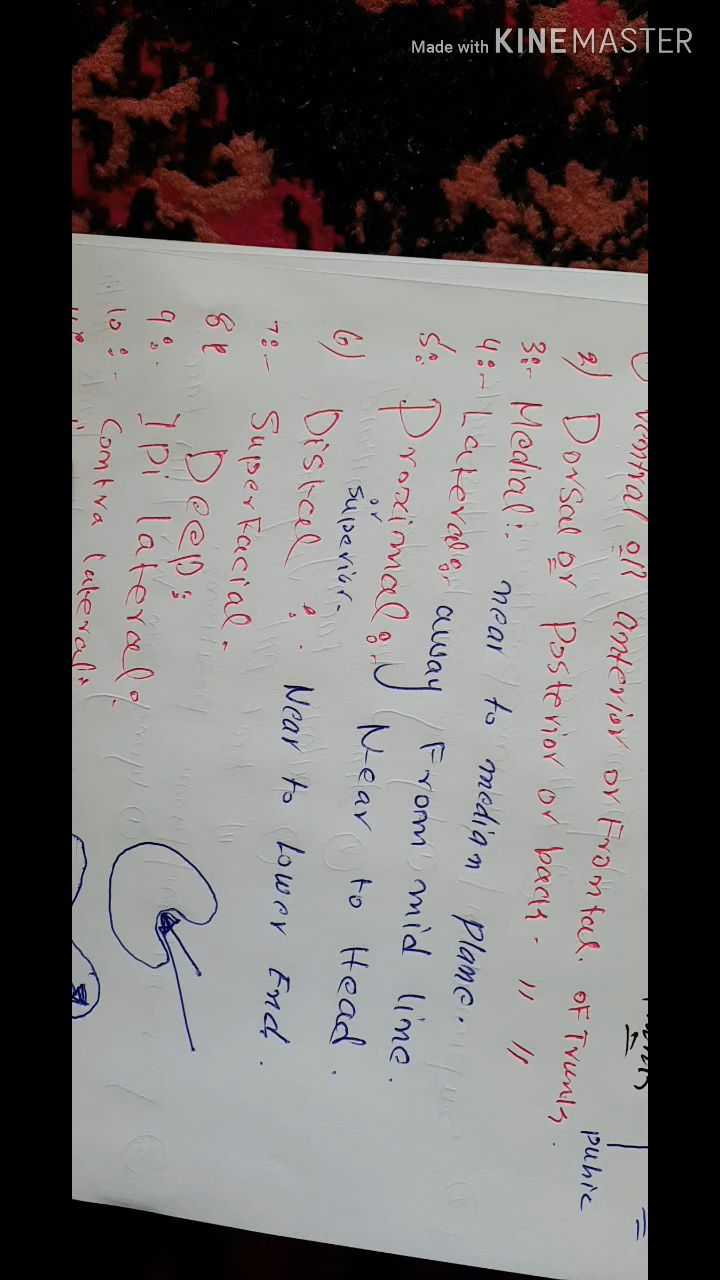 Made with KINEMASTER
) ventral or anterior or Frontal. of Trunk.
pubic
2) Dorsal or Posterior or back. " "
3:- Medial:- near to median plane.
4:- Lateral:- away From mid line.
5:- Proximal:- Near to Head.
or superior.
6) Distal :- Near to Lower End.
7:- SuperFacial.
8: Deep:
9:- Ipi lateral:
10:- Contra lateral: